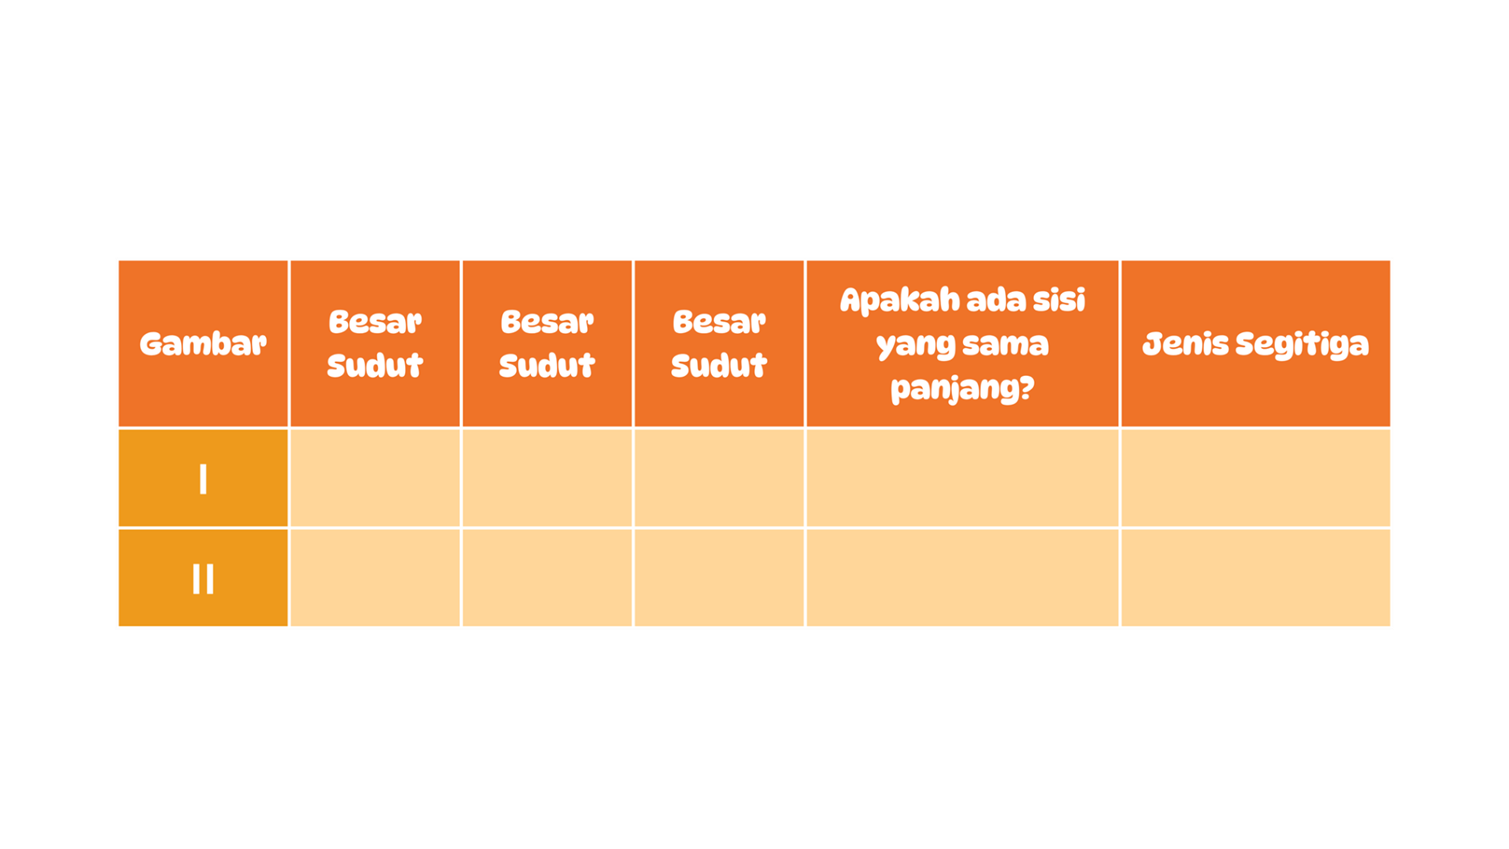 Gambar
Besar
Sudut
Besar
Sudut
Besar
Sudut
Apakah ada sisi
yang sama
panjang?
Jenis Segitiga
I
II